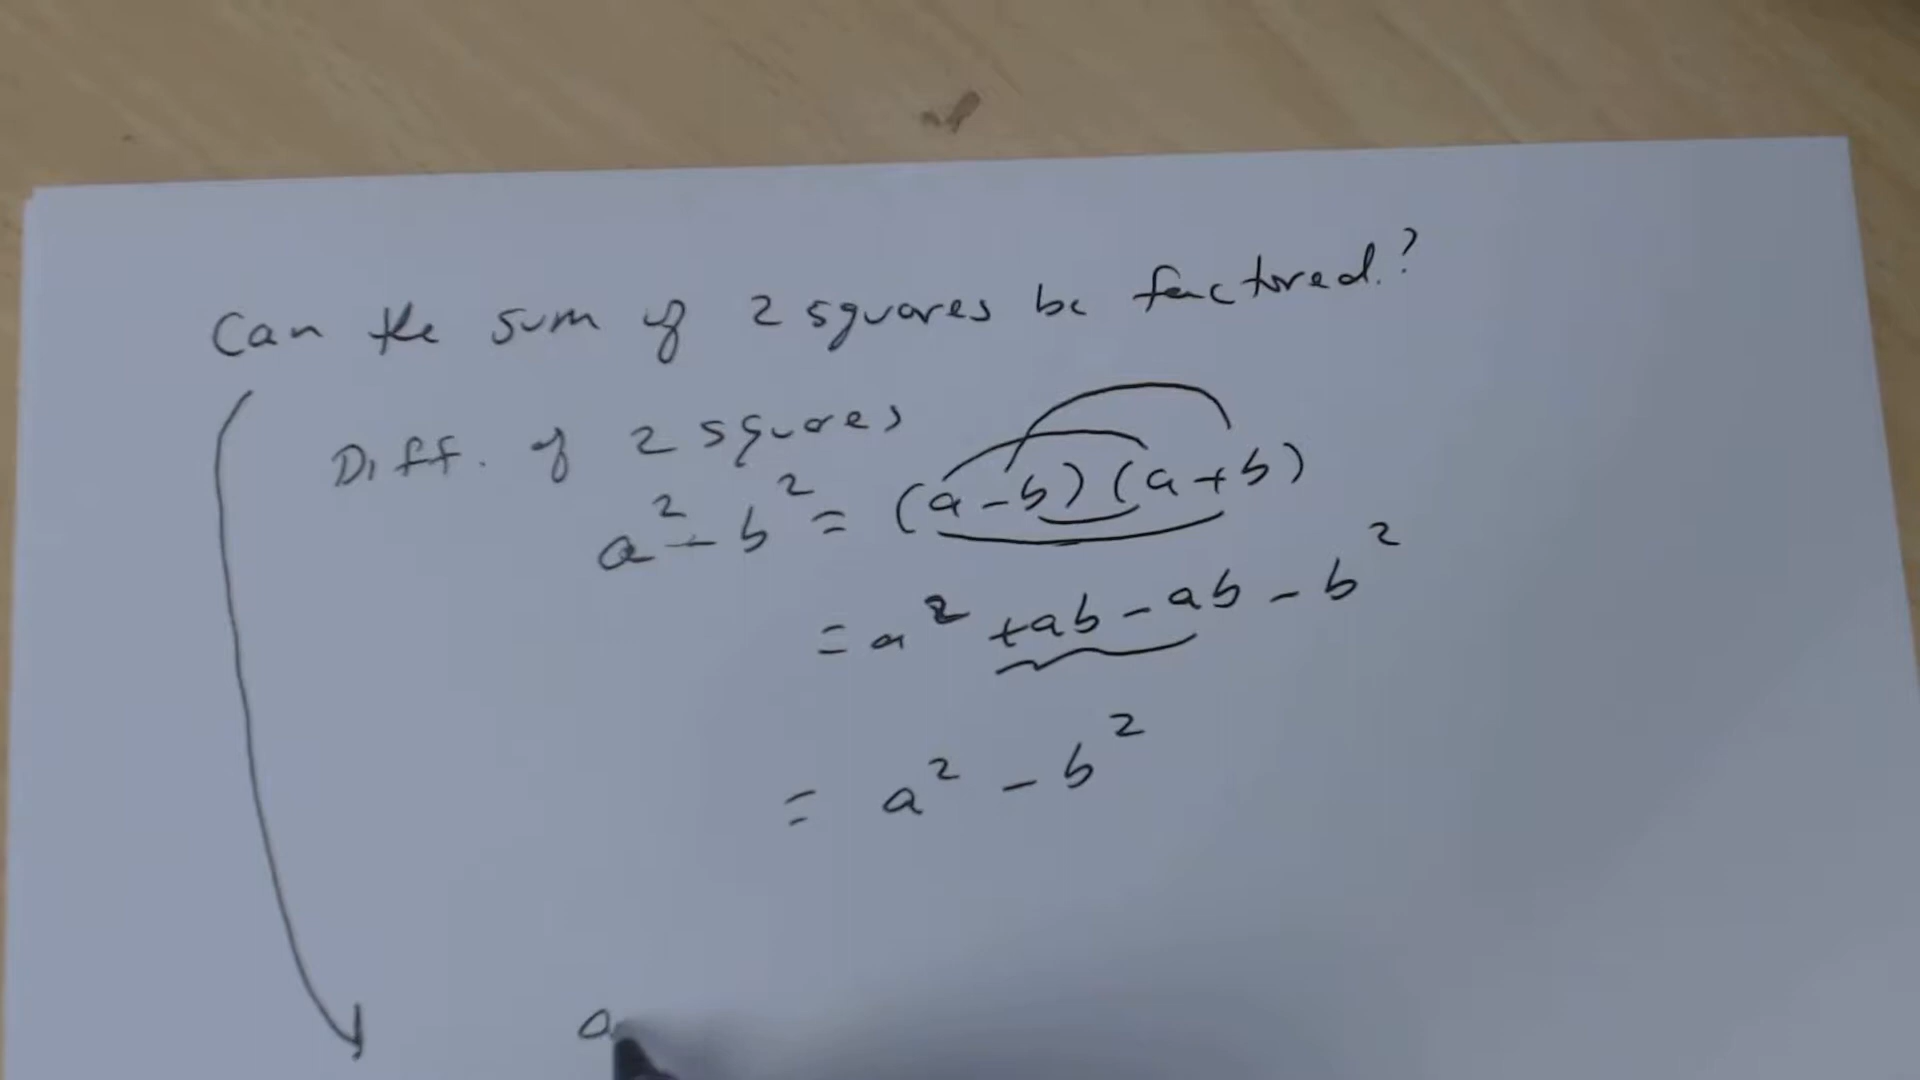 Can the sum of 2 squares be factored?
Diff. of 2 squares
a² - b² = (a - b) (a + b)
= a² + ab - ab - b²
= a² - b²
a